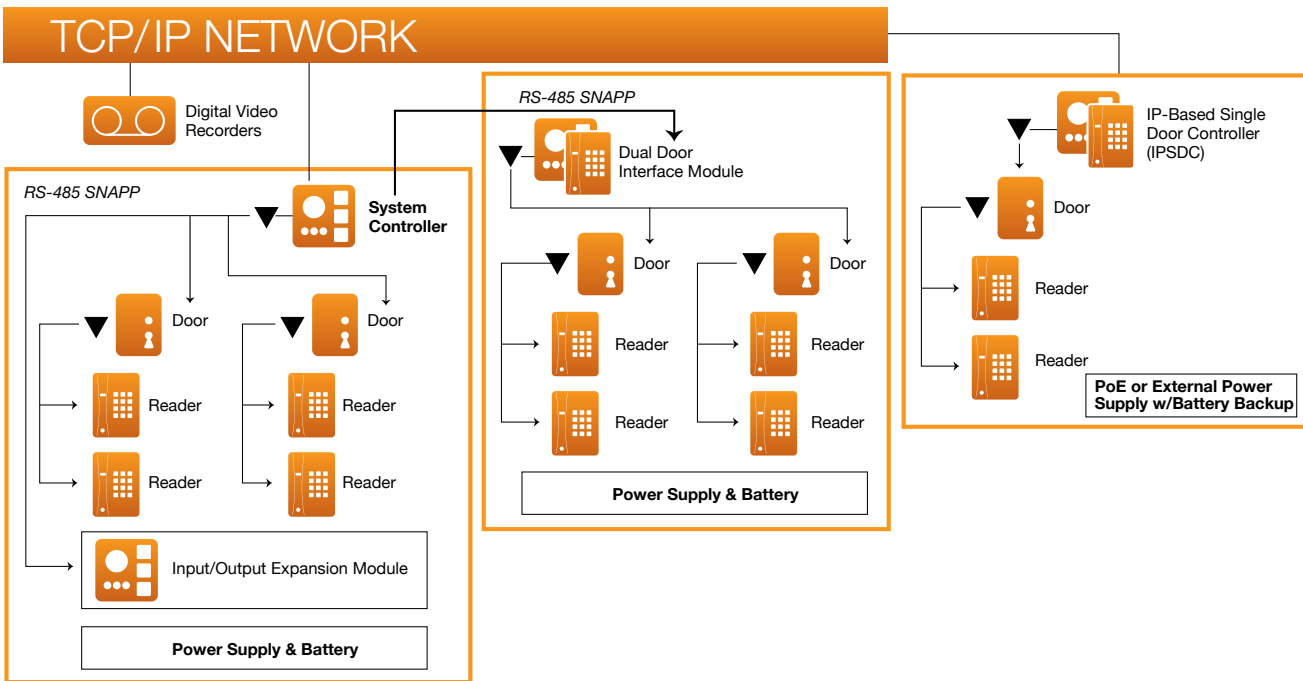 TCP/IP NETWORK
Digital Video
Recorders
RS-485 SNAPP
System
Controller
Door
Door
Reader
Reader
Reader
Reader
Input/Output Expansion Module
Power Supply & Battery
RS-485 SNAPP
Dual Door
Interface Module
Door
Door
Reader
Reader
Reader
Reader
Power Supply & Battery
IP-Based Single
Door Controller
(IPSDC)
Door
Reader
Reader
PoE or External Power
Supply w/Battery Backup